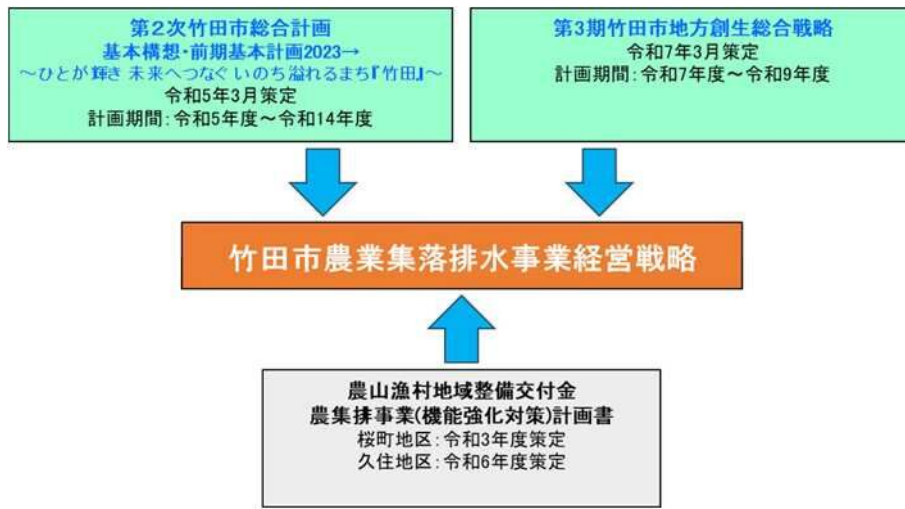 第２次竹田市総合計画
基本構想・前期基本計画2023→
～ひとが輝き 未来へつなぐ いのち溢れるまち『竹田』～
令和5年3月策定
計画期間：令和5年度～令和14年度
第3期竹田市地方創生総合戦略
令和7年3月策定
計画期間：令和7年度～令和9年度
竹田市農業集落排水事業経営戦略
農山漁村地域整備交付金
農集排事業(機能強化対策)計画書
桜町地区：令和3年度策定
久住地区：令和6年度策定